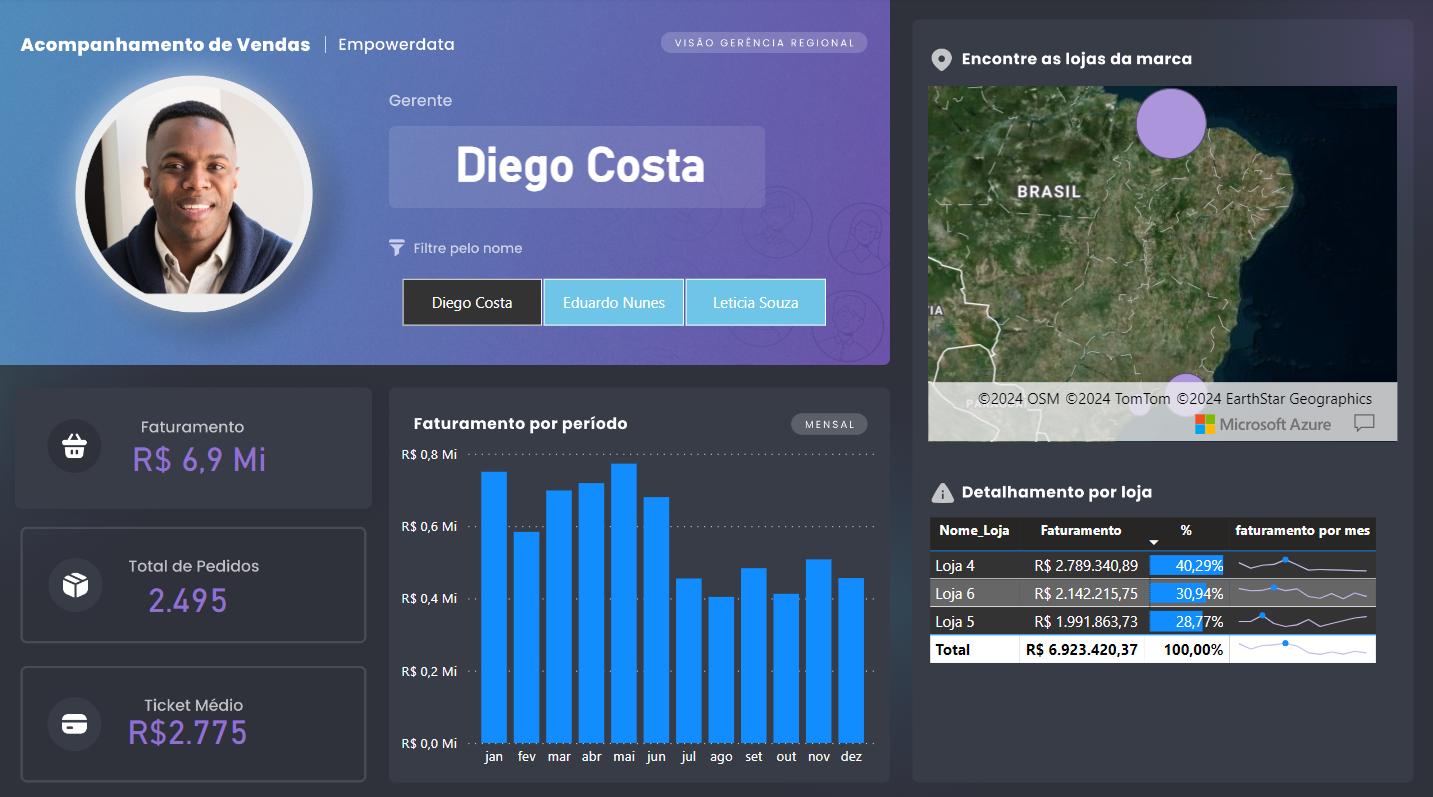 Acompanhamento de Vendas | Empowerdata
VISÃO GERÊNCIA REGIONAL
Gerente
Diego Costa
Filtre pelo nome
Diego Costa
Eduardo Nunes
Leticia Souza
Faturamento
R$ 6,9 Mi
Total de Pedidos
2.495
Ticket Médio
R$2.775
Faturamento por período
MENSAL
R$ 0,8 Mi
R$ 0,6 Mi
R$ 0,4 Mi
R$ 0,2 Mi
R$ 0,0 Mi
jan fev mar abr mai jun jul ago set out nov dez
Encontre as lojas da marca
BRASIL
IA
©2024 OSM ©2024 TomTom ©2024 EarthStar Geographics
Microsoft Azure
Detalhamento por loja
Nome_Loja Faturamento % faturamento por mes
Loja 4 R$ 2.789.340,89 40,29%
Loja 6 R$ 2.142.215,75 30,94%
Loja 5 R$ 1.991.863,73 28,77%
Total R$ 6.923.420,37 100,00%